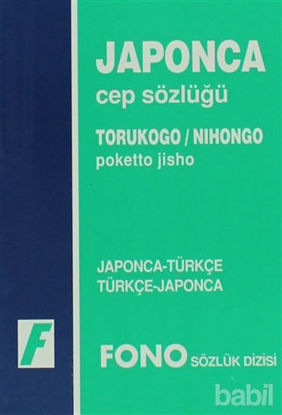 JAPONCA
cep sözlüğü
TORUKOGO / NIHONGO
poketto jisho
JAPONCA-TÜRKÇE
TÜRKÇE-JAPONCA
F
FONO SÖZLÜK DİZİSİ
babil